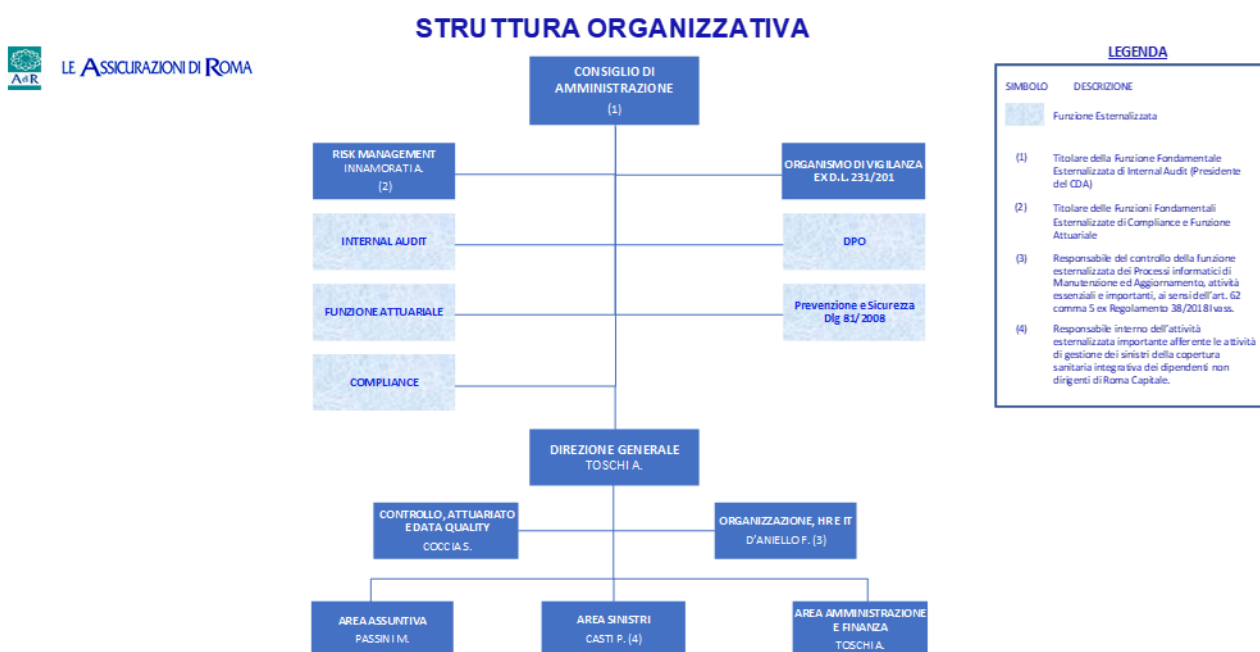 STRUTTURA ORGANIZZATIVA
AdR
LE ASSICURAZIONI DI ROMA
CONSIGLIO DI
AMMINISTRAZIONE
(1)
RISK MANAGEMENT
INNAMORATI A.
(2)
ORGANISMO DI VIGILANZA
EX D.L. 231/201
INTERNAL AUDIT
DPO
FUNZIONE ATTUARIALE
Prevenzione e Sicurezza
Dlg 81/2008
COMPLIANCE
DIREZIONE GENERALE
TOSCHI A.
CONTROLLO, ATTUARIATO
E DATA QUALITY
COCCIA S.
ORGANIZZAZIONE, HR E IT
D'ANIELLO F. (3)
AREA ASSUNTIVA
PASSINI M.
AREA SINISTRI
CASTI P. (4)
AREA AMMINISTRAZIONE
E FINANZA
TOSCHI A.
LEGENDA
SIMBOLO DESCRIZIONE
Funzione Esternalizzata
(1) Titolare della Funzione Fondamentale
Esternalizzata di Internal Audit (Presidente
del CDA)
(2) Titolare delle Funzioni Fondamentali
Esternalizzate di Compliance e Funzione
Attuariale
(3) Responsabile del controllo della funzione
esternalizzata dei Processi informatici di
Manutenzione ed Aggiornamento, attività
essenziali e importanti, ai sensi dell'art. 62
comma 5 ex Regolamento 38/2018 Ivass.
(4) Responsabile interno dell'attività
esternalizzata importante afferente le attività
di gestione dei sinistri della copertura
sanitaria integrativa dei dipendenti non
dirigenti di Roma Capitale.